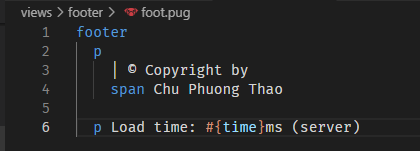 views > footer > foot.pug
1 footer
2 p
3 | © Copyright by
4 span Chu Phuong Thao
5
6 p Load time: #{time}ms (server)